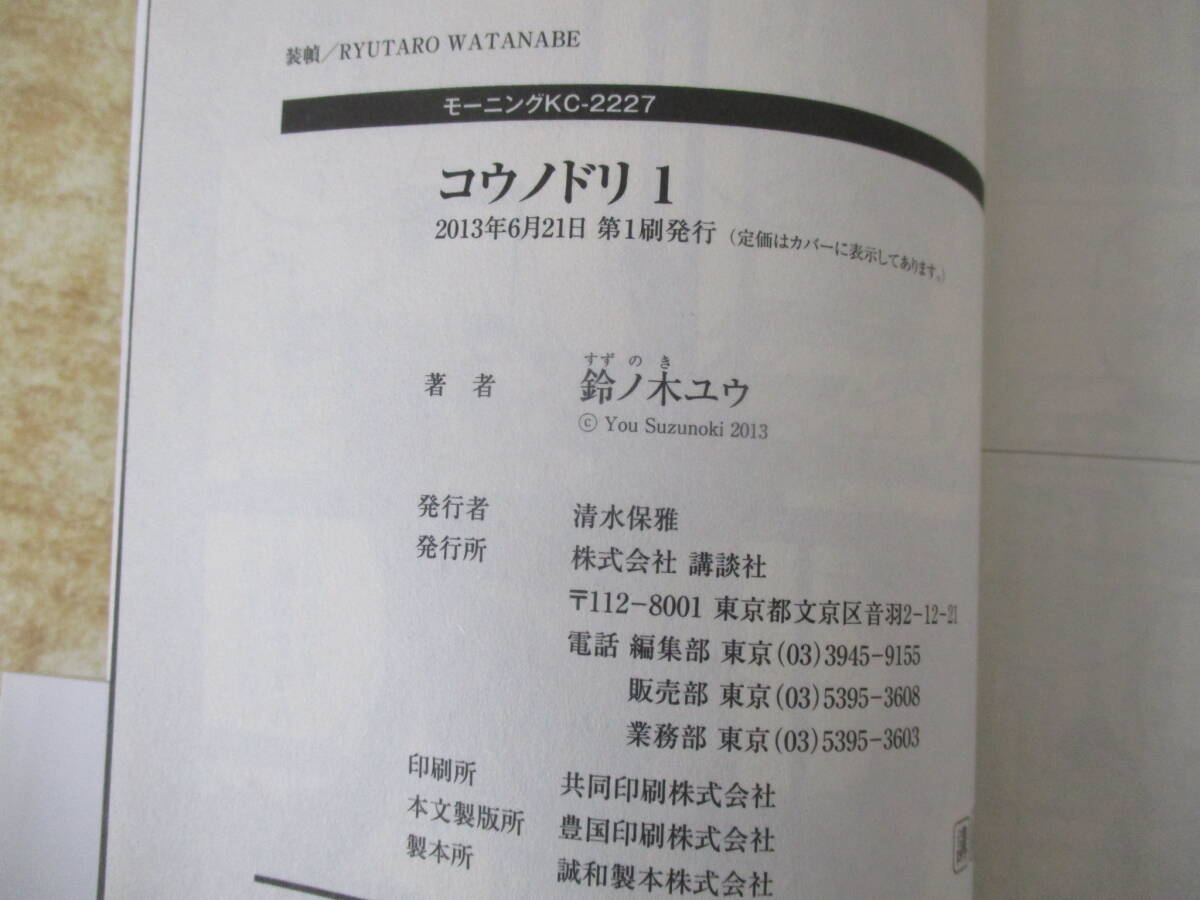 装幀/RYUTARO WATANABE
モーニングKC-2227
コウノドリ 1
2013年6月21日 第1刷発行（定価はカバーに表示してあります。）
すずのき
著者 鈴ノ木ユウ
© You Suzunoki 2013
発行者 清水保雅
発行所 株式会社 講談社
〒112-8001 東京都文京区音羽2-12-21
電話 編集部 東京(03)3945-9155
販売部 東京(03)5395-3608
業務部 東京(03)5395-3603
印刷所 共同印刷株式会社
本文製版所 豊国印刷株式会社
製本所 誠和製本株式会社
講